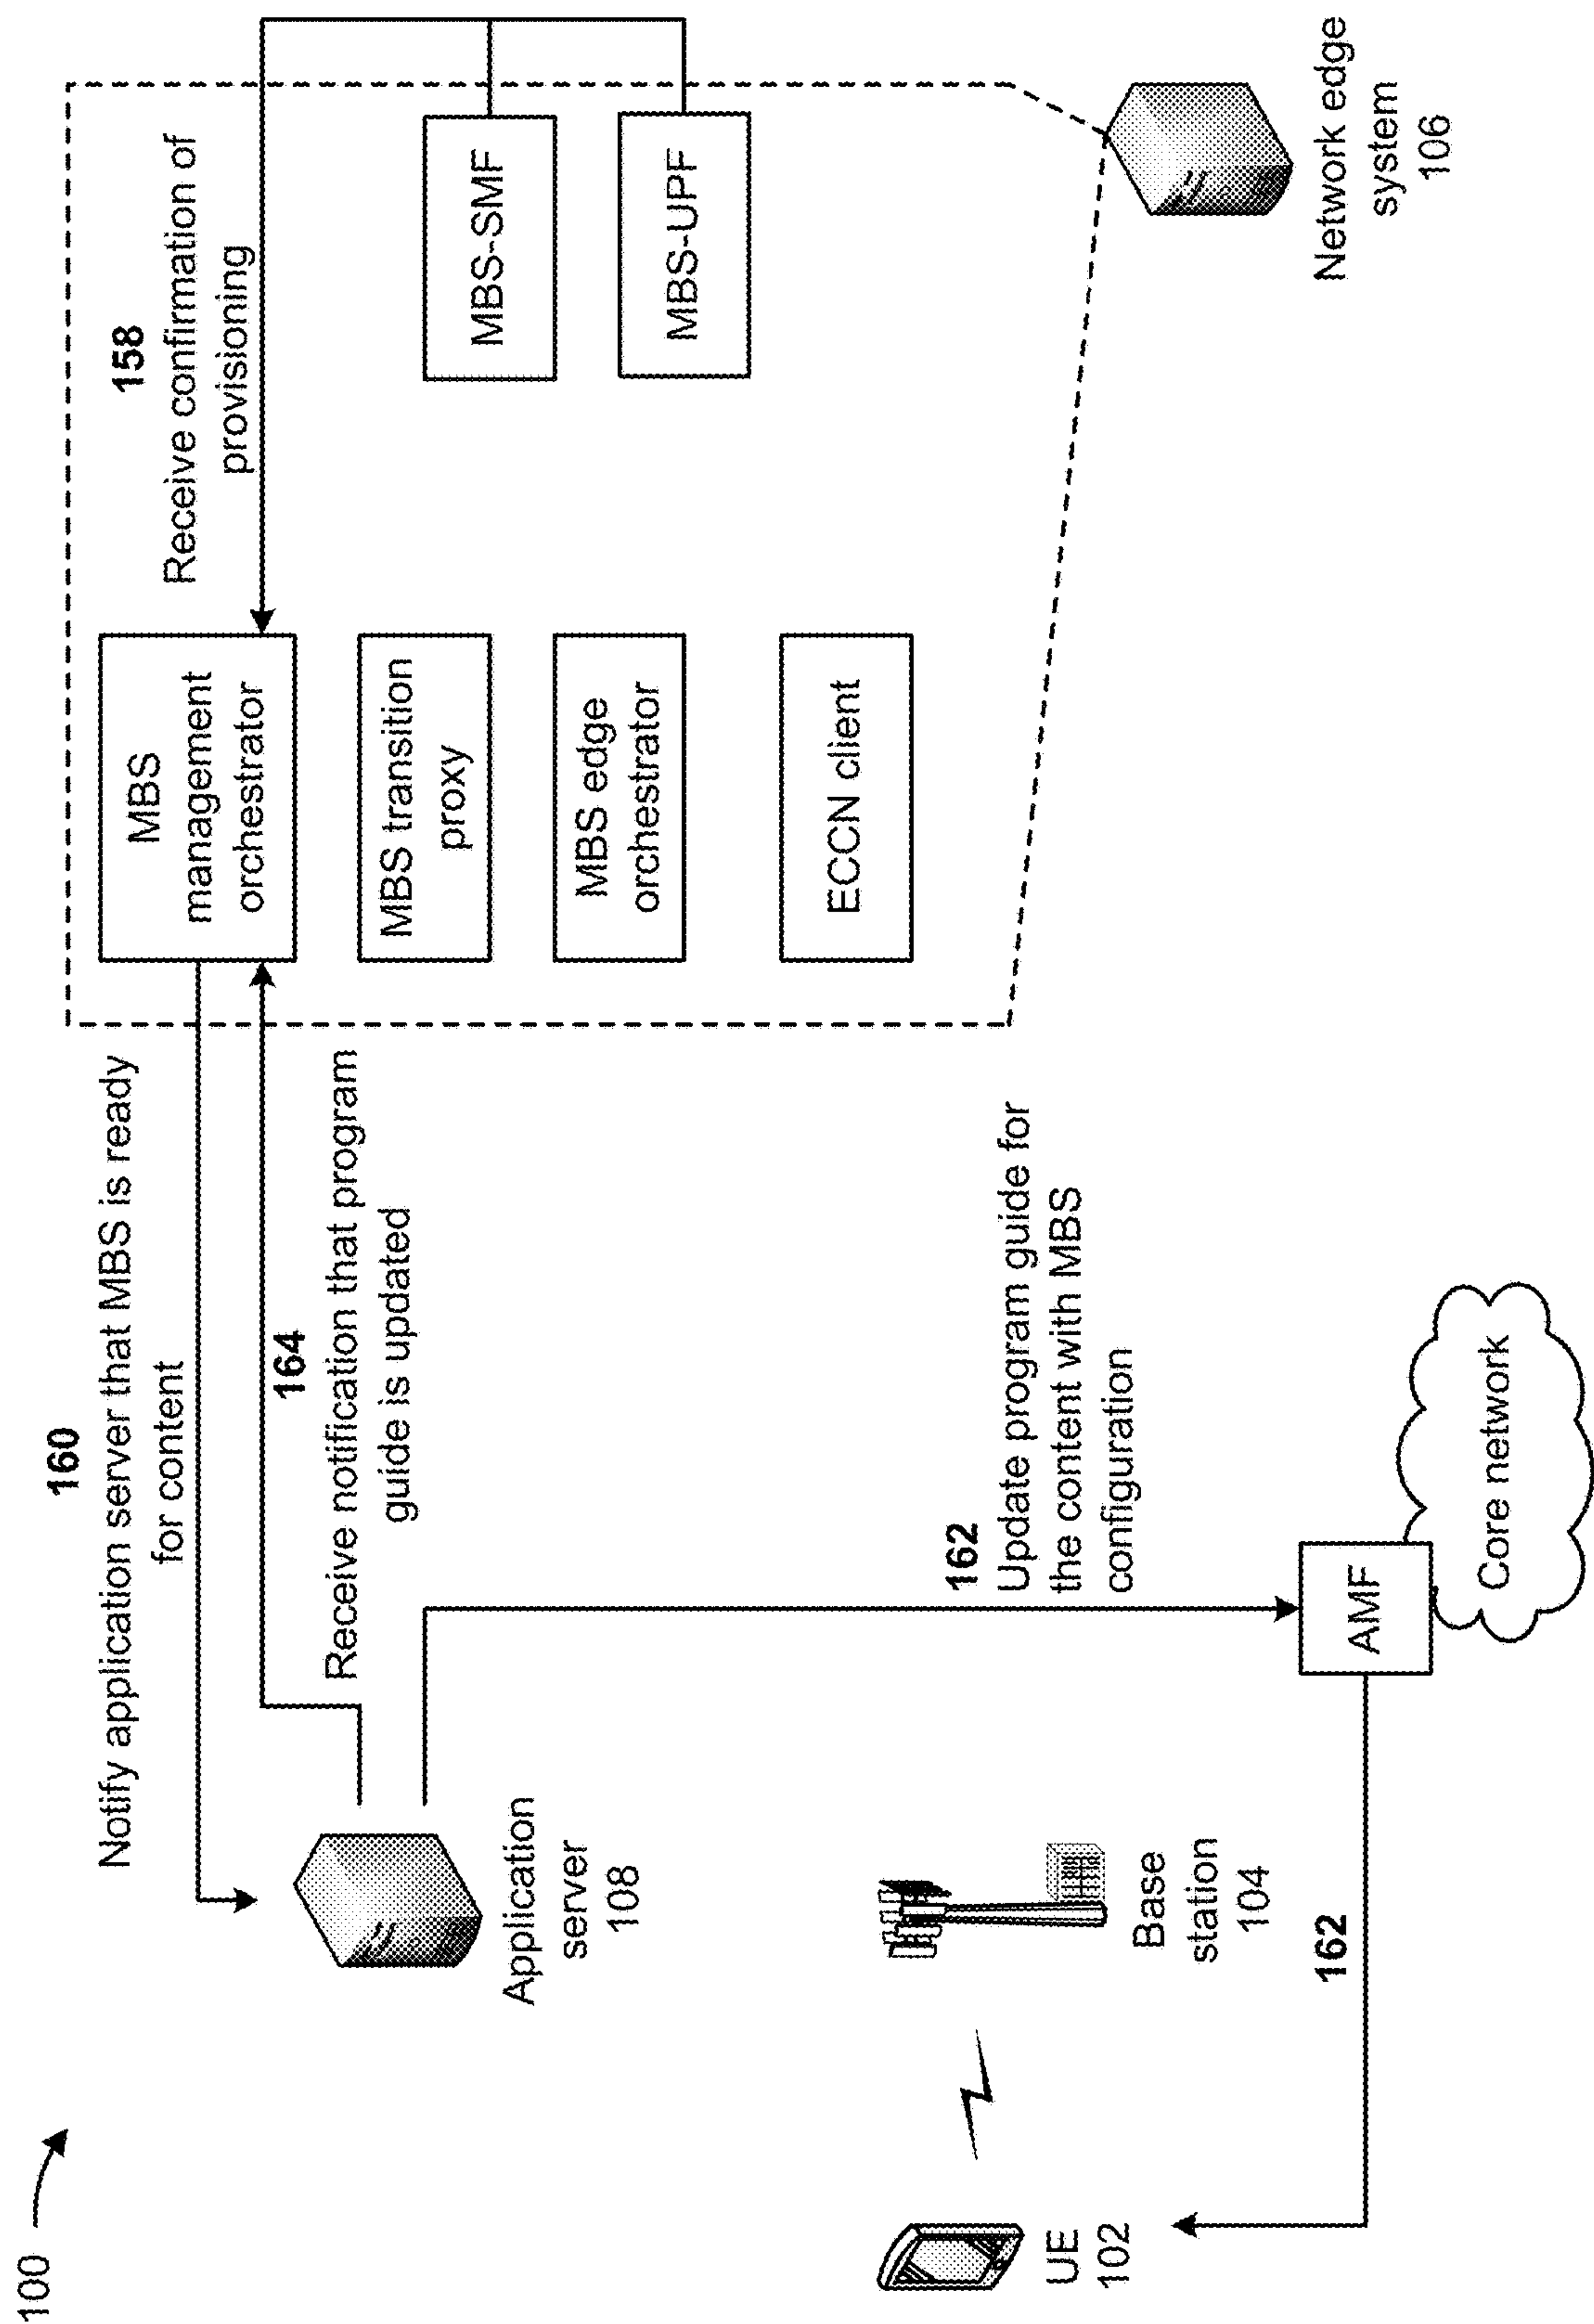 100
160
Notify application server that MBS is ready
for content
164
Receive notification that program
guide is updated
158
Receive confirmation of
provisioning
MBS
management
orchestrator
MBS transition
proxy
MBS edge
orchestrator
ECCN client
MBS-SMF
MBS-UPF
Network edge
system
106
Application
server
108
162
Update program guide for
the content with MBS
configuration
UE
102
Base
station
104
162
AMF
Core network